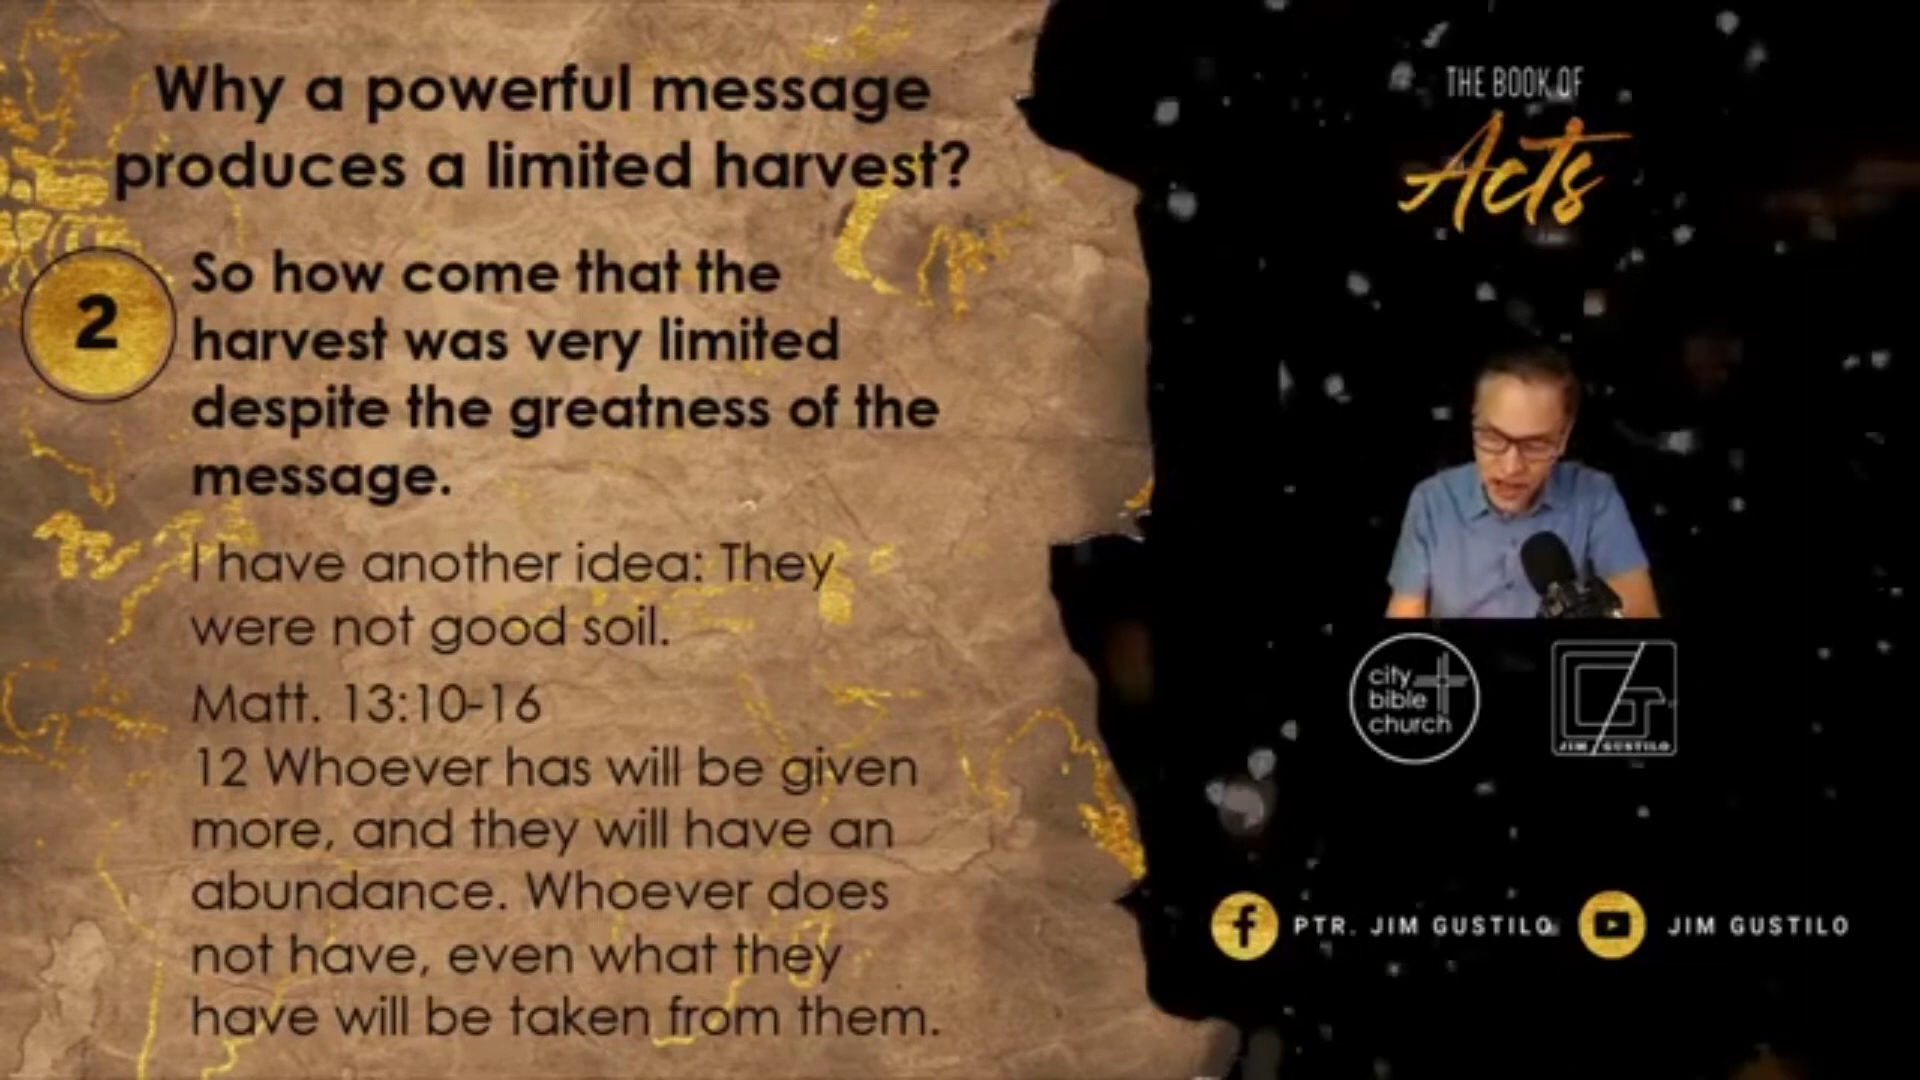 Why a powerful message
produces a limited harvest?
2
So how come that the
harvest was very limited
despite the greatness of the
message.
I have another idea: They
were not good soil.
Matt. 13:10-16
12 Whoever has will be given
more, and they will have an
abundance. Whoever does
not have, even what they
have will be taken from them.
THE BOOK OF
Acts
city
bible
church
JIM GUSTILO
PTR. JIM GUSTILO
JIM GUSTILO